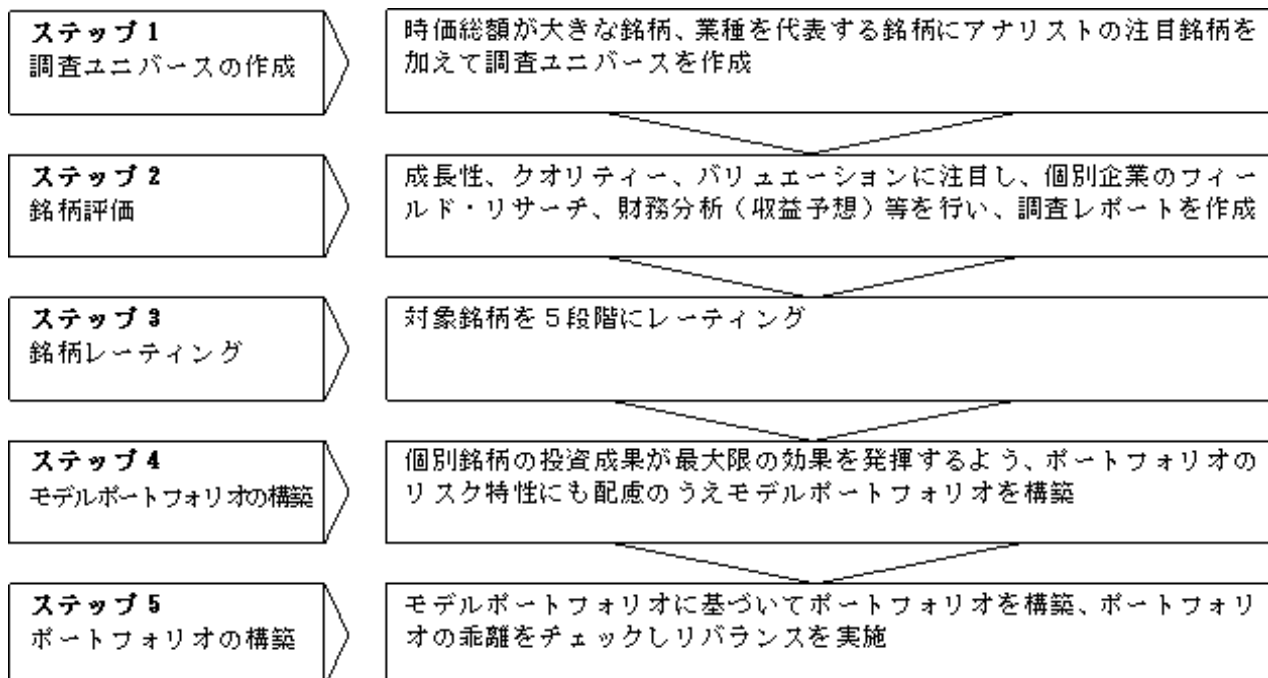 ステップ1
調査ユニバースの作成
時価総額が大きな銘柄、業種を代表する銘柄にアナリストの注目銘柄を
加えて調査ユニバースを作成
ステップ2
銘柄評価
成長性、クオリティー、バリュエーションに注目し、個別企業のフィー
ルド・リサーチ、財務分析（収益予想）等を行い、調査レポートを作成
ステップ3
銘柄レーティング
対象銘柄を5段階にレーティング
ステップ4
モデルポートフォリオの構築
個別銘柄の投資成果が最大限の効果を発揮するよう、ポートフォリオの
リスク特性にも配慮のうえモデルポートフォリオを構築
ステップ5
ポートフォリオの構築
モデルポートフォリオに基づいてポートフォリオを構築、ポートフォリ
オの乖離をチェックしリバランスを実施